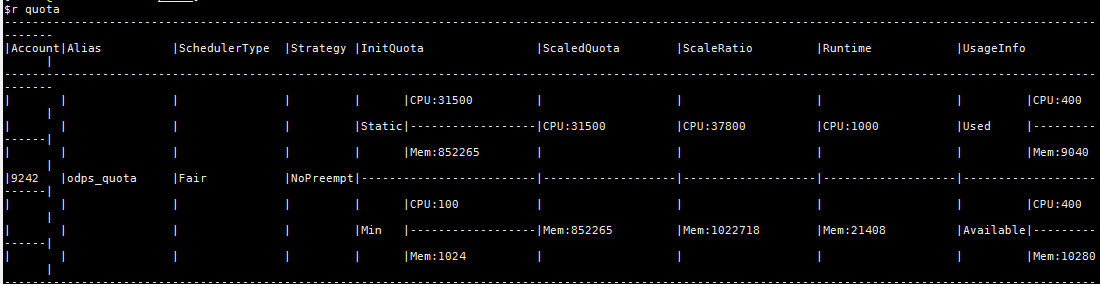 $r quota
-----------------------------------------------------------------------------------------------------------------------------------------------------------
-------
|Account|Alias          |SchedulerType  |Strategy |InitQuota               |ScaledQuota        |ScaleRatio         |Runtime            |UsageInfo
      |
-----------------------------------------------------------------------------------------------------------------------------------------------------------
-------
|       |               |               |         |      |CPU:31500         |                   |                   |                   |         |CPU:400
      |
|       |               |               |         |Static|------------------|CPU:31500          |CPU:37800          |CPU:1000           |Used     |---------
------|
|       |               |               |         |      |Mem:852265        |                   |                   |                   |         |Mem:9040
      |
|9242   |odps_quota     |Fair           |NoPreempt|-------------------------|-------------------|-------------------|-------------------|-------------------
------|
|       |               |               |         |      |CPU:100           |                   |                   |                   |         |CPU:400
      |
|       |               |               |         |Min   |------------------|Mem:852265         |Mem:1022718        |Mem:21408          |Available|---------
------|
|       |               |               |         |      |Mem:1024          |                   |                   |                   |         |Mem:10280
      |
-----------------------------------------------------------------------------------------------------------------------------------------------------------